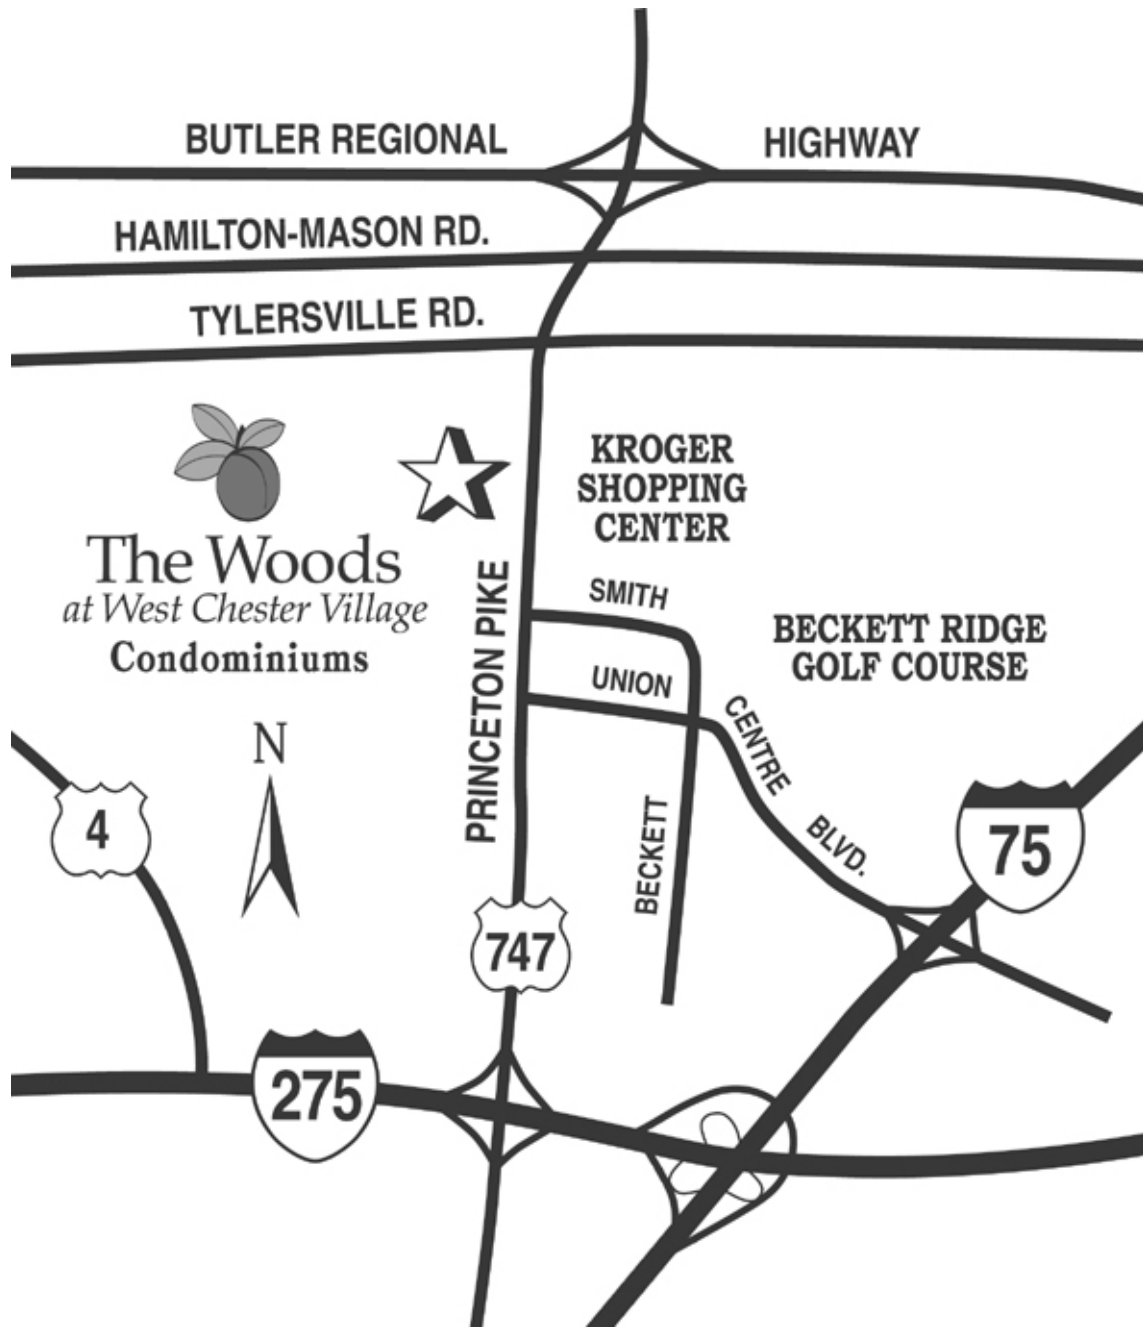 BUTLER REGIONAL HIGHWAY
HAMILTON-MASON RD.
TYLERSVILLE RD.
KROGER
SHOPPING
CENTER
The Woods
at West Chester Village
Condominiums
PRINCETON PIKE
SMITH
BECKETT RIDGE
GOLF COURSE
UNION CENTRE BLVD.
N
4
BECKETT
75
747
275